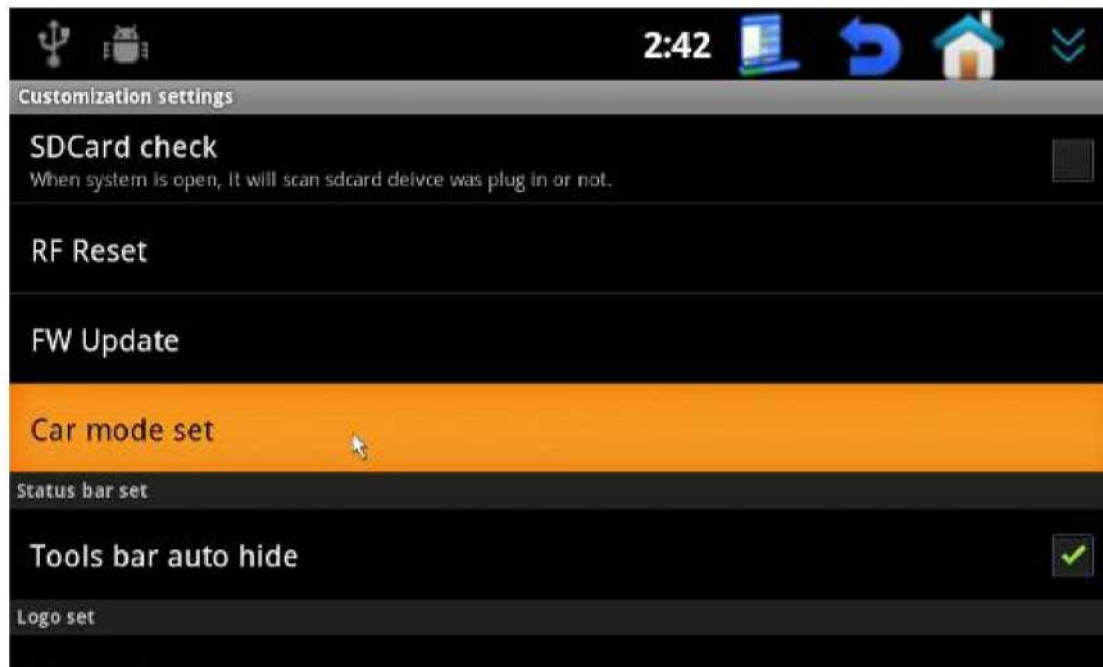 2:42
Customization settings
SDCard check
When system is open, it will scan sdcard deivce was plug in or not.
RF Reset
FW Update
Car mode set
Status bar set
Tools bar auto hide
Logo set